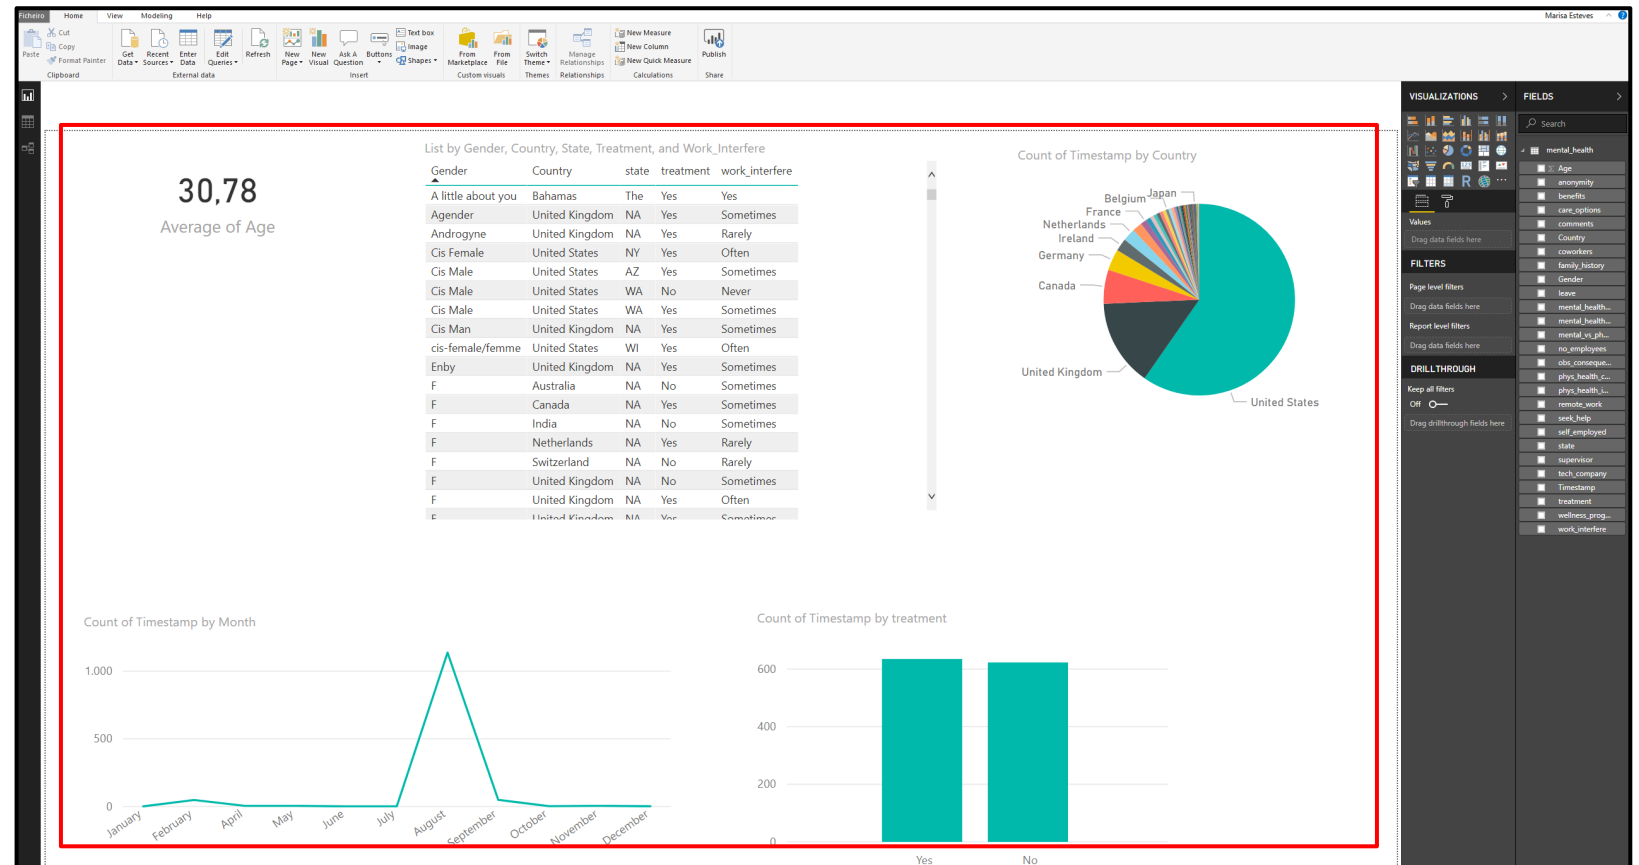 Ficheiro Home View Modeling Help Marisa Esteves
Paste
Cut
Copy
Format Painter
Clipboard
Get Data
Recent Sources
Enter Data
Edit Queries
External data
Refresh
New Page
New Visual
Ask A Question
Buttons
Text box
Image
Shapes
Insert
From Marketplace
From File
Custom visuals
Switch Theme
Themes
Manage Relationships
Relationships
New Measure
New Column
New Quick Measure
Calculations
Publish
Share
30,78
Average of Age
List by Gender, Country, State, Treatment, and Work_Interfere
Gender Country state treatment work_interfere
A little about you Bahamas The Yes Yes
Agender United Kingdom NA Yes Sometimes
Androgyne United Kingdom NA Yes Rarely
Cis Female United States NY Yes Often
Cis Male United States AZ Yes Sometimes
Cis Male United States WA No Never
Cis Male United States WA Yes Sometimes
Cis Man United Kingdom NA Yes Sometimes
cis-female/femme United States WI Yes Often
Enby United Kingdom NA Yes Sometimes
F Australia NA No Sometimes
F Canada NA Yes Sometimes
F India NA No Sometimes
F Netherlands NA Yes Rarely
F Switzerland NA No Rarely
F United Kingdom NA No Sometimes
F United Kingdom NA Yes Often
F United Kingdom NA Yes Sometimes
Count of Timestamp by Country
Japan
Belgium
France
Netherlands
Ireland
Germany
Canada
United Kingdom
United States
Count of Timestamp by Month
1.000
500
0
January February April May June July August September October November December
Count of Timestamp by treatment
600
400
200
0
Yes No
VISUALIZATIONS
R
Values
Drag data fields here
FILTERS
Page level filters
Drag data fields here
Report level filters
Drag data fields here
DRILLTHROUGH
Keep all filters
Off
Drag drillthrough fields here
FIELDS
Search
mental_health
Age
anonymity
benefits
care_options
comments
Country
coworkers
family_history
Gender
leave
mental_health...
mental_health...
mental_vs_ph...
no_employees
obs_conseque...
phys_health_c...
phys_health_i...
remote_work
seek_help
self_employed
state
supervisor
tech_company
Timestamp
treatment
wellness_prog...
work_interfere